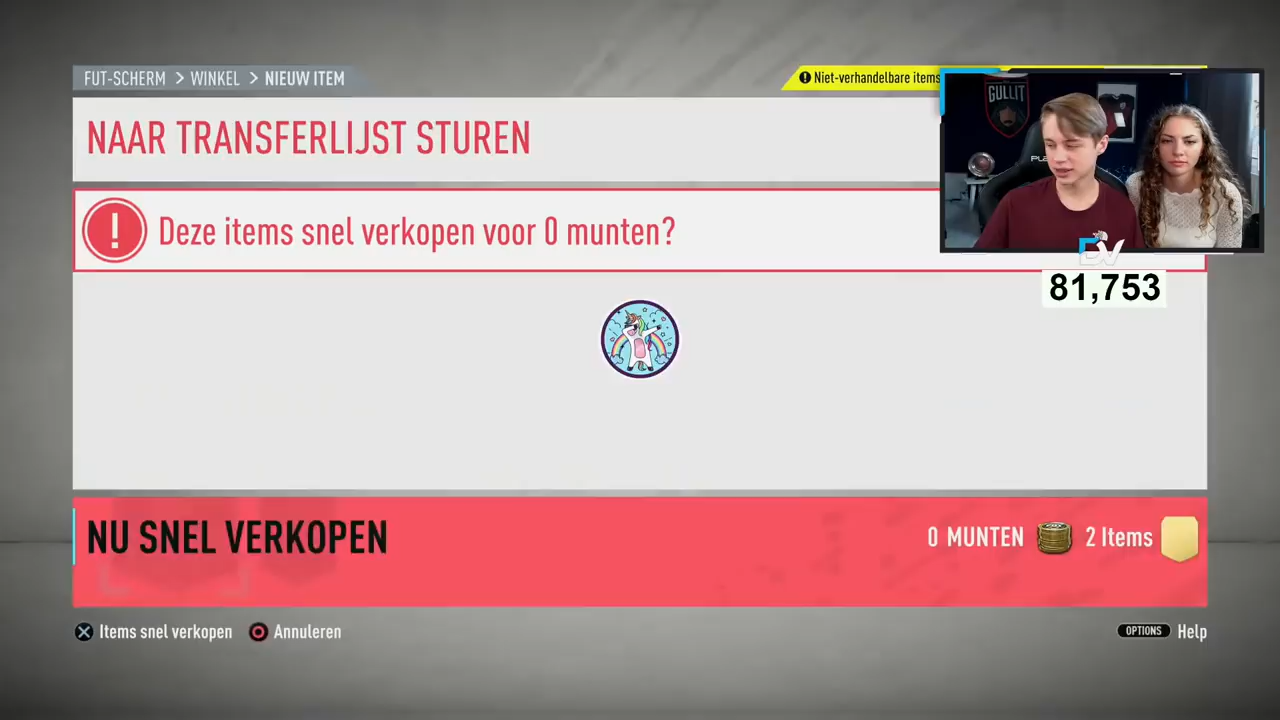 FUT-SCHERM > WINKEL > NIEUW ITEM
Niet-verhandelbare items
NAAR TRANSFERLIJST STUREN
GULLIT
Deze items snel verkopen voor 0 munten?
DV
81,753
NU SNEL VERKOPEN
0 MUNTEN
2 Items
Items snel verkopen
Annuleren
OPTIONS Help